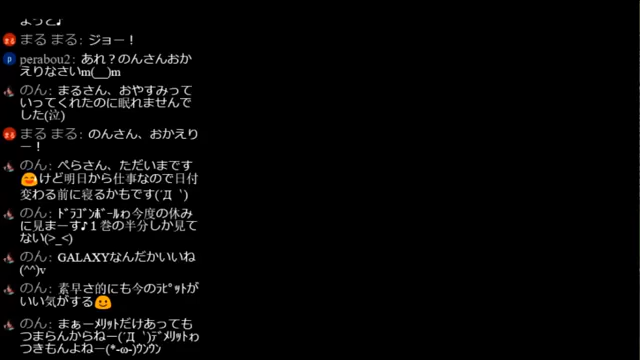 ようと♪
まる まる: ジョー！
perabou2: あれ？のんさんおか
えりなさいm(__)m
のん: まるさん、おやすみって
いってくれたのに眠れませんで
した(泣)
まる まる: のんさん、おかえり
ー！
のん: ぺらさん、ただいまです
😊けど明日から仕事なので日付
変わる前に寝るかもです(´Д｀)
のん: ﾄﾞﾗｺﾞﾝﾎﾞｰﾙゎ今度の休み
に見まーす♪１巻の半分しか見て
ない(>_<)
のん: GALAXYなんだかいいね
(^^)v
のん: 素早さ的にも今のﾗﾋﾟｯﾄが
いい気がする😃
のん: まぁーﾒﾘｯﾄだけあっても
つまらんからねー(´Д｀)ﾃﾞﾒﾘｯﾄゎ
つきもんよねー(*-ω-)ｳﾝｳﾝ